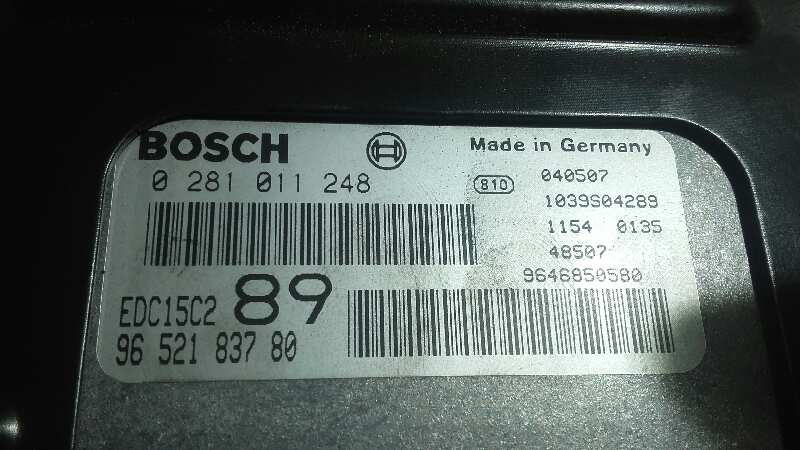 BOSCH
Made in Germany
0 281 011 248
810
040507
1039S04289
1154 0135
48507
9646850580
EDC15C2 89
96 521 837 80